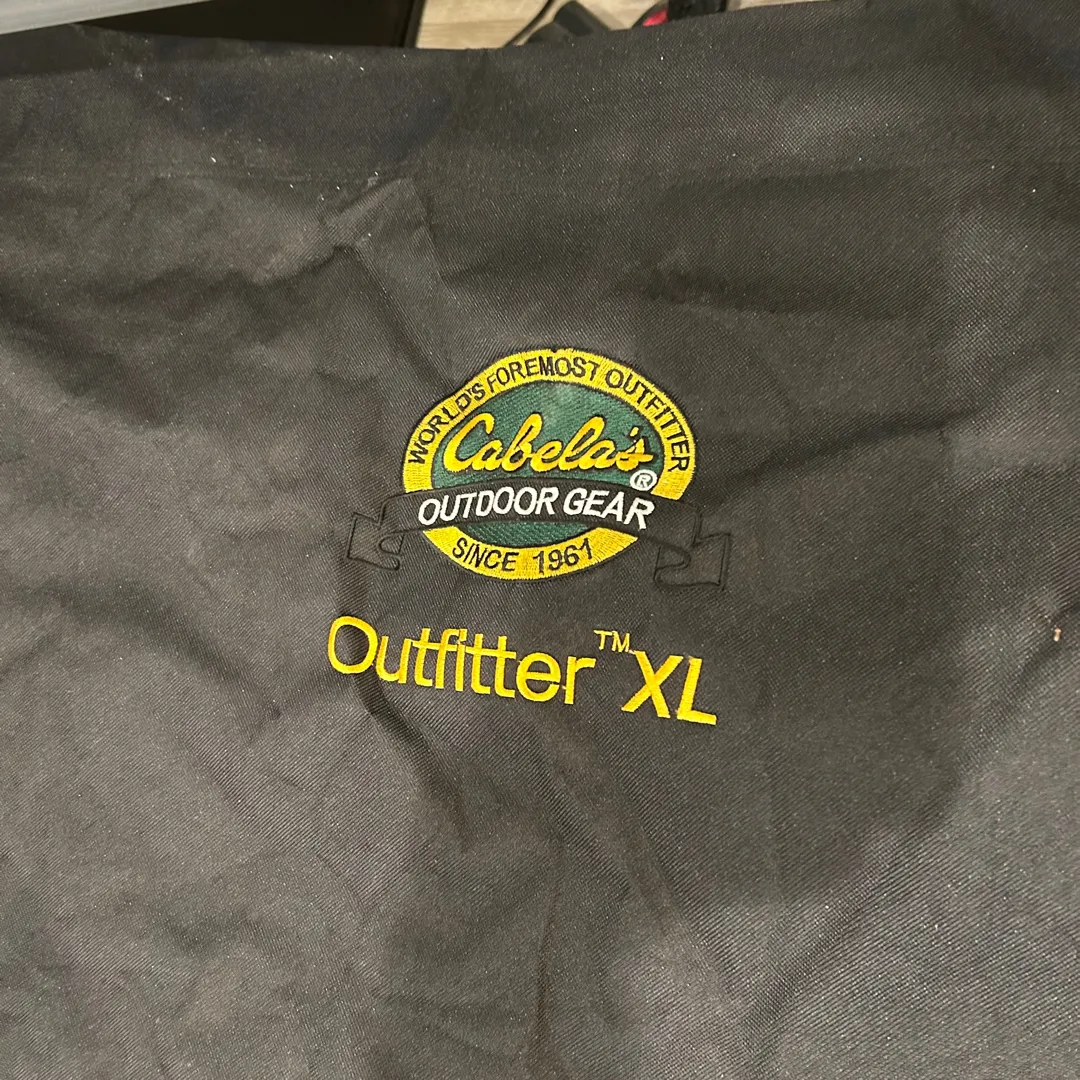 WORLD'S FOREMOST OUTFITTER
Cabela's®
OUTDOOR GEAR
SINCE 1961
Outfitter™ XL